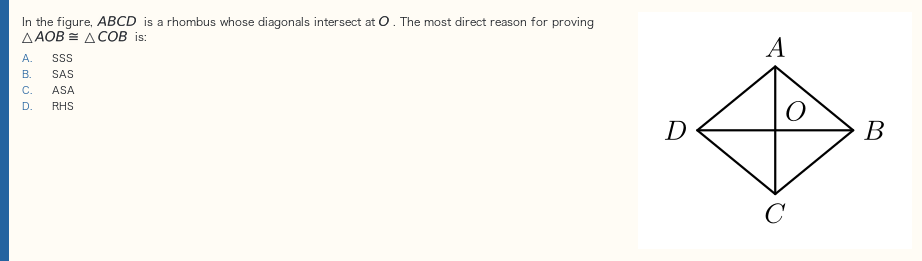 In the figure, ABCD is a rhombus whose diagonals intersect at O . The most direct reason for proving
△AOB ≅ △COB is:
A. SSS
B. SAS
C. ASA
D. RHS
A
O
D
B
C